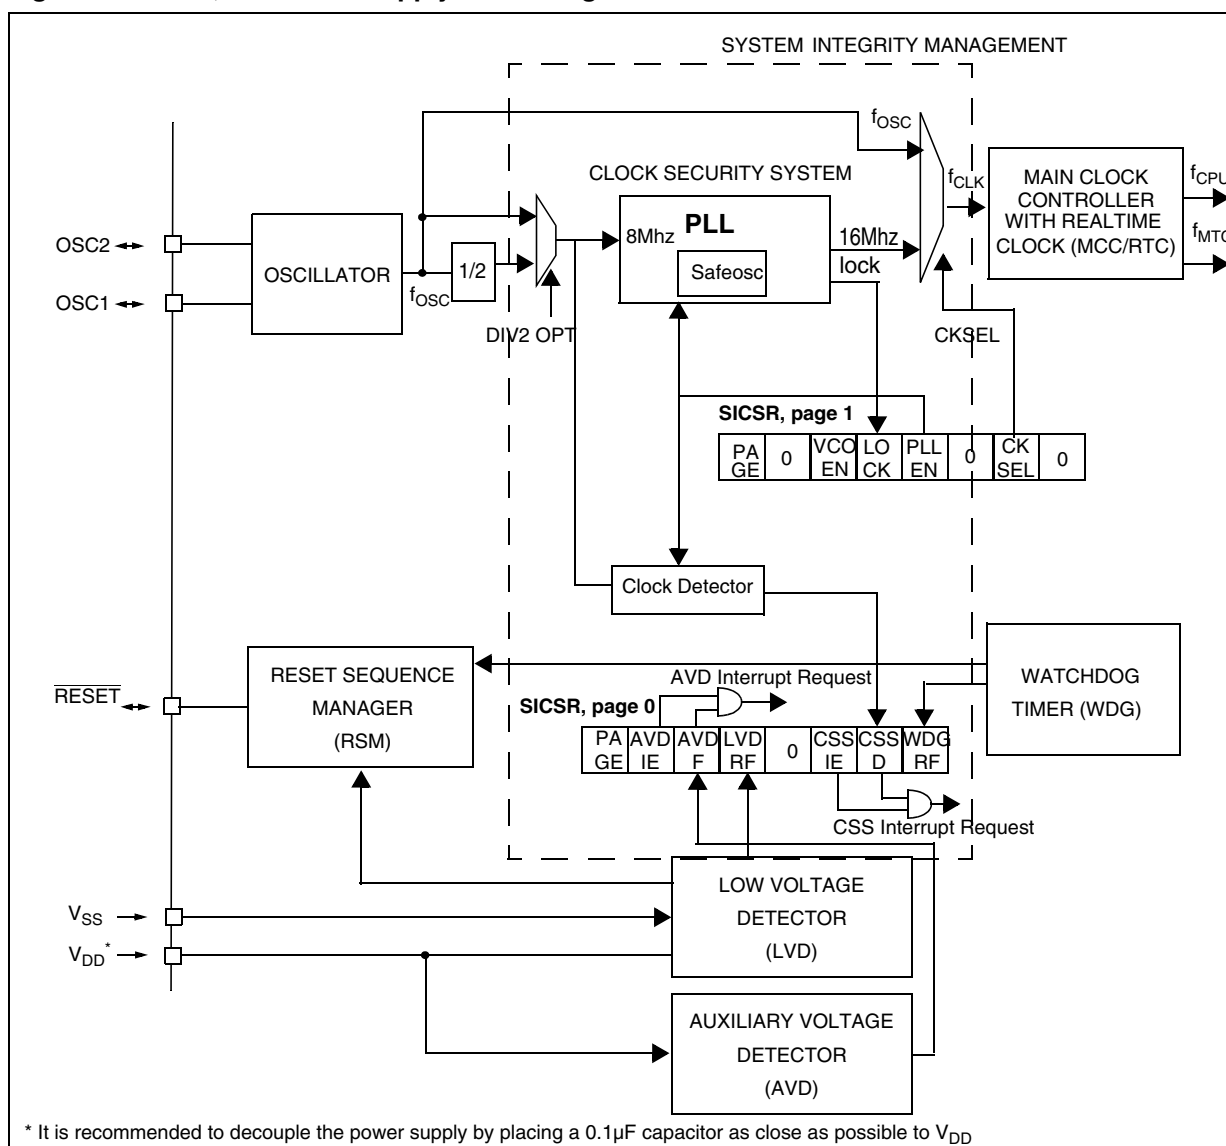 SYSTEM INTEGRITY MANAGEMENT
fOSC
CLOCK SECURITY SYSTEM
fCLK
MAIN CLOCK
CONTROLLER
WITH REALTIME
CLOCK (MCC/RTC)
fCPU
fMTC
OSC2
OSC1
OSCILLATOR
fOSC
1/2
DIV2 OPT
8Mhz
PLL
Safeosc
16Mhz
lock
CKSEL
SICSR, page 1
PA
GE
0
VCO
EN
LO
CK
PLL
EN
0
CK
SEL
0
Clock Detector
RESET
RESET SEQUENCE
MANAGER
(RSM)
AVD Interrupt Request
WATCHDOG
TIMER (WDG)
SICSR, page 0
PA
GE
AVD
IE
AVD
F
LVD
RF
0
CSS
IE
CSS
D
WDG
RF
CSS Interrupt Request
VSS
VDD*
LOW VOLTAGE
DETECTOR
(LVD)
AUXILIARY VOLTAGE
DETECTOR
(AVD)
* It is recommended to decouple the power supply by placing a 0.1µF capacitor as close as possible to VDD